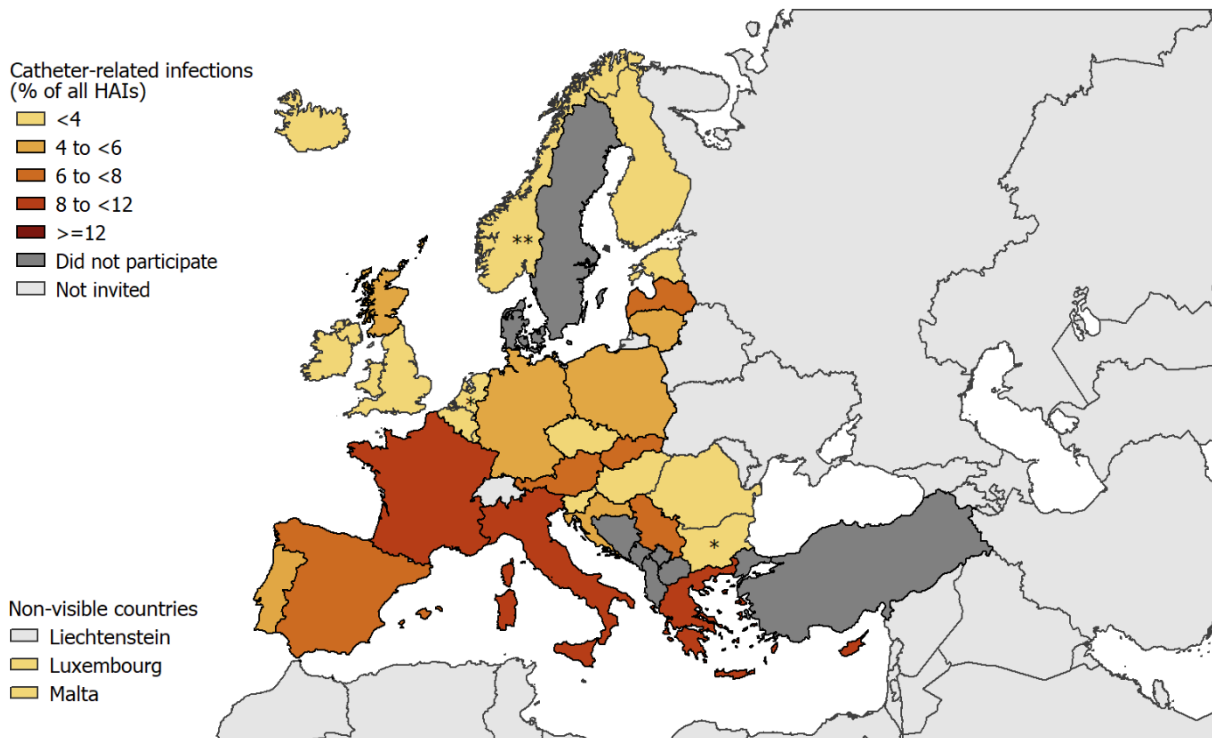 Catheter-related infections
(% of all HAIs)
<4
4 to <6
6 to <8
8 to <12
>=12
Did not participate
Not invited
**
*
*
Non-visible countries
Liechtenstein
Luxembourg
Malta